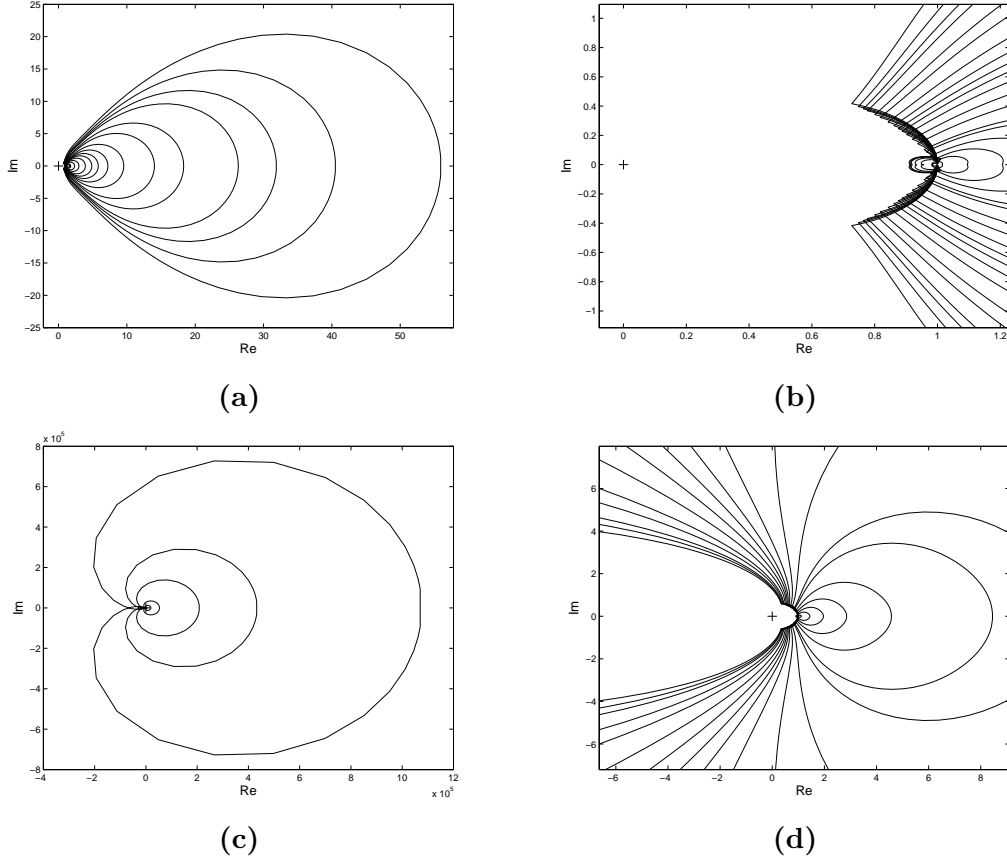 25
20
15
10
5
0
−5
−10
−15
−20
−25
Im
0 10 20 30 40 50
Re
(a)
1
0.8
0.6
0.4
0.2
0
−0.2
−0.4
−0.6
−0.8
−1
Im
0 0.2 0.4 0.6 0.8 1 1.2
Re
(b)
x 10⁵
8
6
4
2
0
−2
−4
−6
−8
Im
−4 −2 0 2 4 6 8 10 12
Re
x 10⁵
(c)
6
4
2
0
−2
−4
−6
Im
−6 −4 −2 0 2 4 6 8
Re
(d)